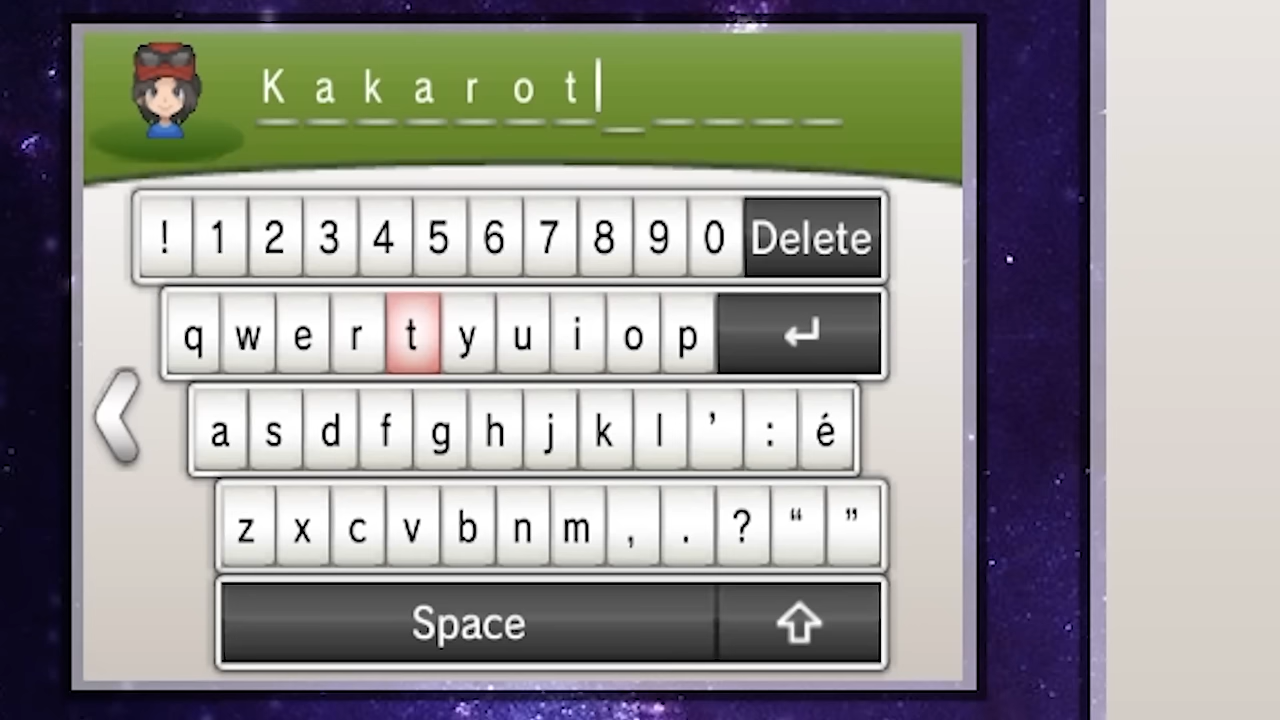 Kakarot
! 1 2 3 4 5 6 7 8 9 0 Delete
q w e r t y u i o p
a s d f g h j k l ’ : é
z x c v b n m , . ? “ ”
Space